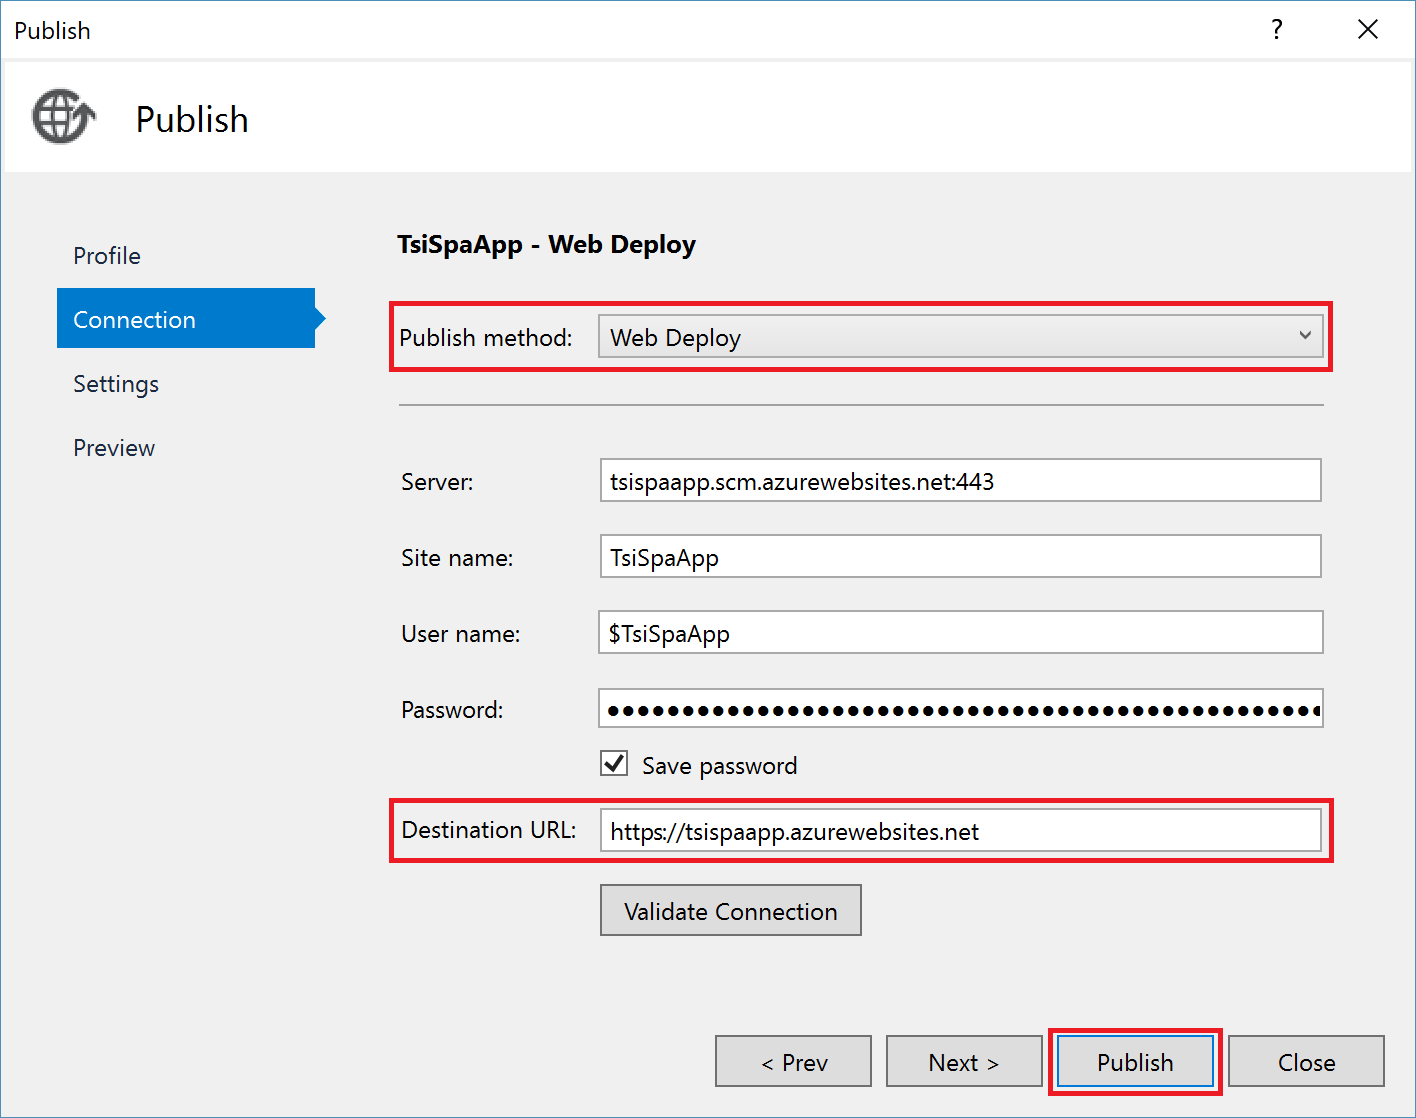 Publish
?
Publish
Profile
Connection
Settings
Preview
TsiSpaApp - Web Deploy
Publish method: Web Deploy
Server: tsispaapp.scm.azurewebsites.net:443
Site name: TsiSpaApp
User name: $TsiSpaApp
Password: ●●●●●●●●●●●●●●●●●●●●●●●●●●●●●●●●●●●●●●
Save password
Destination URL: https://tsispaapp.azurewebsites.net
Validate Connection
< Prev Next > Publish Close